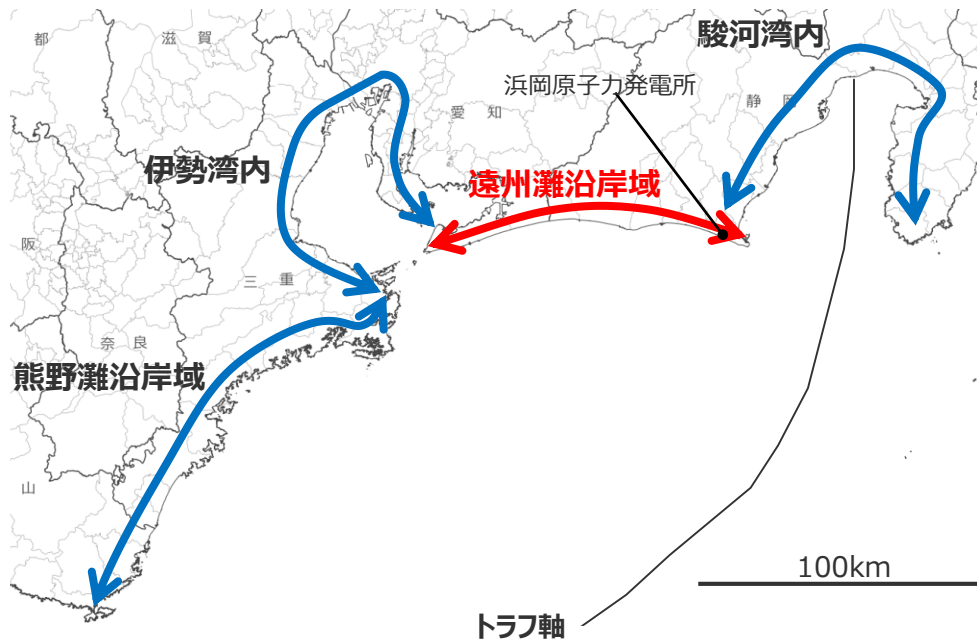 都
滋 賀
駿河湾内
浜岡原子力発電所
愛 知
静 岡
伊勢湾内
遠州灘沿岸域
阪
三 重
奈 良
熊野灘沿岸域
山
100km
トラフ軸